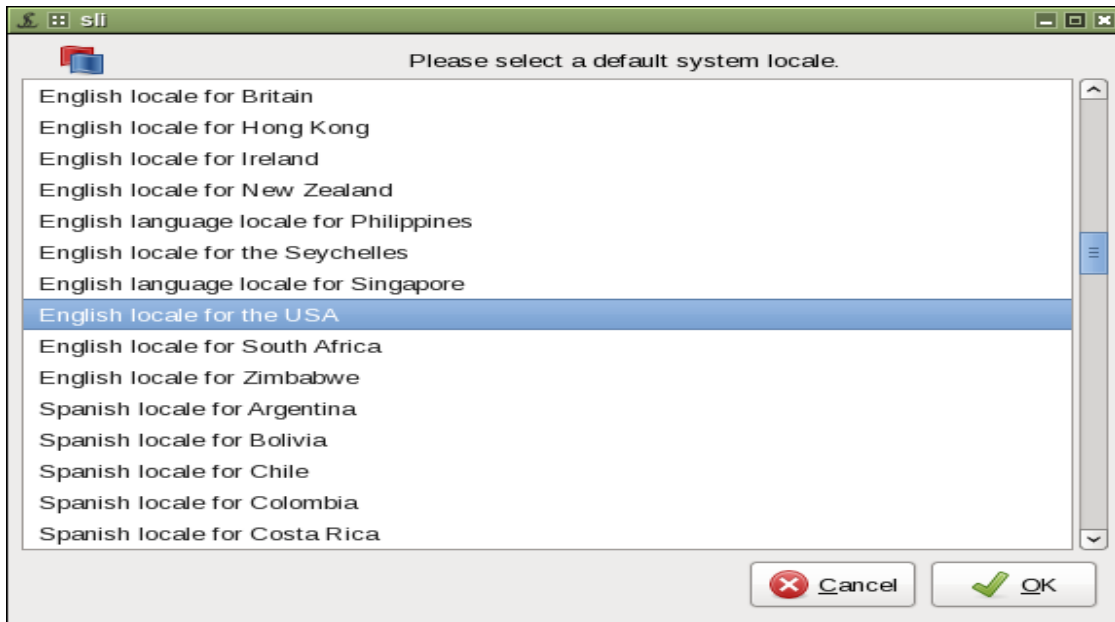 sli
Please select a default system locale.
English locale for Britain
English locale for Hong Kong
English locale for Ireland
English locale for New Zealand
English language locale for Philippines
English locale for the Seychelles
English language locale for Singapore
English locale for the USA
English locale for South Africa
English locale for Zimbabwe
Spanish locale for Argentina
Spanish locale for Bolivia
Spanish locale for Chile
Spanish locale for Colombia
Spanish locale for Costa Rica
Cancel OK